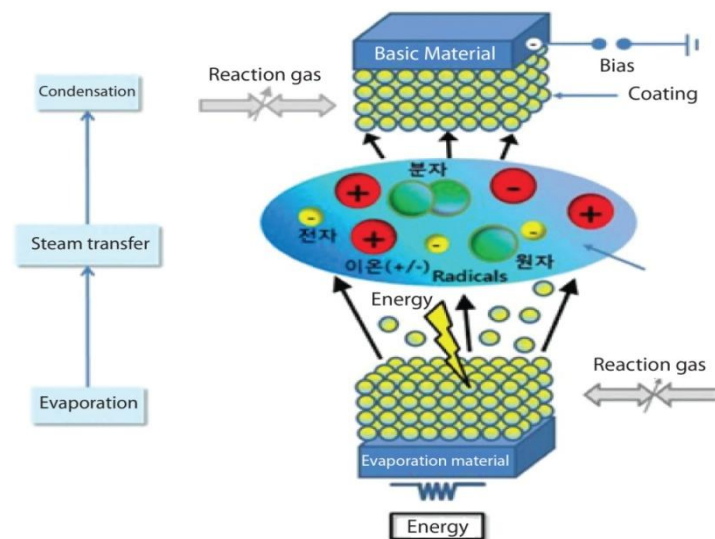 Basic Material
-
Bias
Reaction gas
Coating
Condensation
분자
+
-
+
-
전자
+
-
-
이온(+/-)
Radicals
원자
Steam transfer
Energy
Reaction gas
Evaporation
Evaporation material
Energy